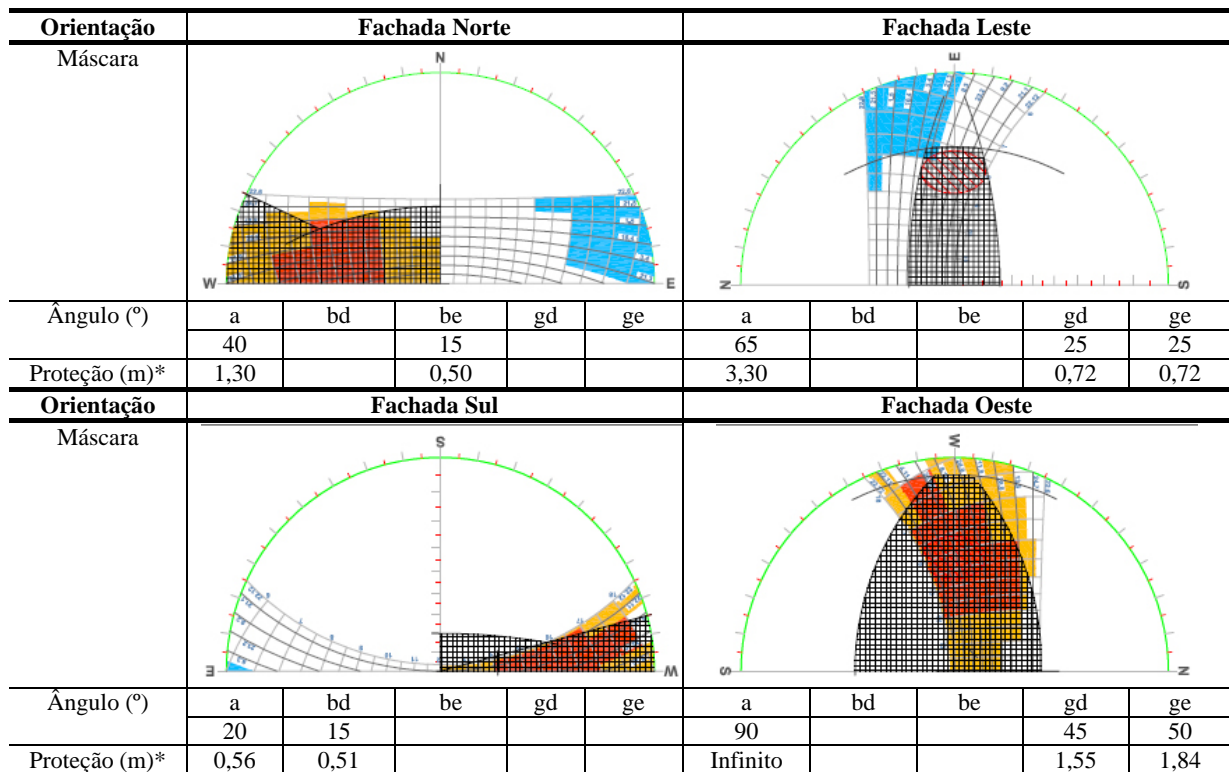 Orientação Fachada Norte Fachada Leste
Máscara
N
W E
E
N S
Ângulo (º) a bd be gd ge a bd be gd ge
40 15 65 25 25
Proteção (m)* 1,30 0,50 3,30 0,72 0,72
Orientação Fachada Sul Fachada Oeste
Máscara
S
E W
W
S N
Ângulo (º) a bd be gd ge a bd be gd ge
20 15 90 45 50
Proteção (m)* 0,56 0,51 Infinito 1,55 1,84